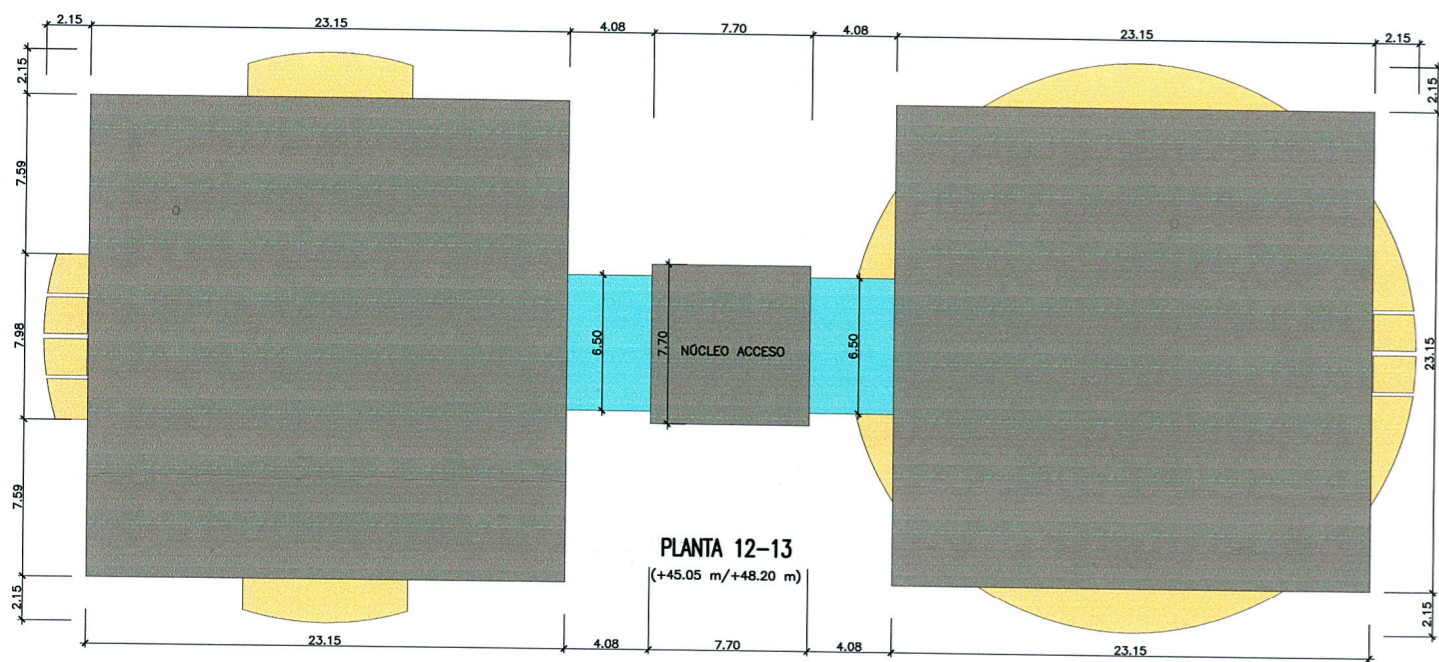 2.15 23.15 4.08 7.70 4.08 23.15 2.15
2.15
2.15
7.59
7.98
6.50
7.70
NÚCLEO ACCESO
6.50
23.15
7.59
PLANTA 12-13
(+45.05 m/+48.20 m)
2.15
2.15
23.15 4.08 7.70 4.08 23.15